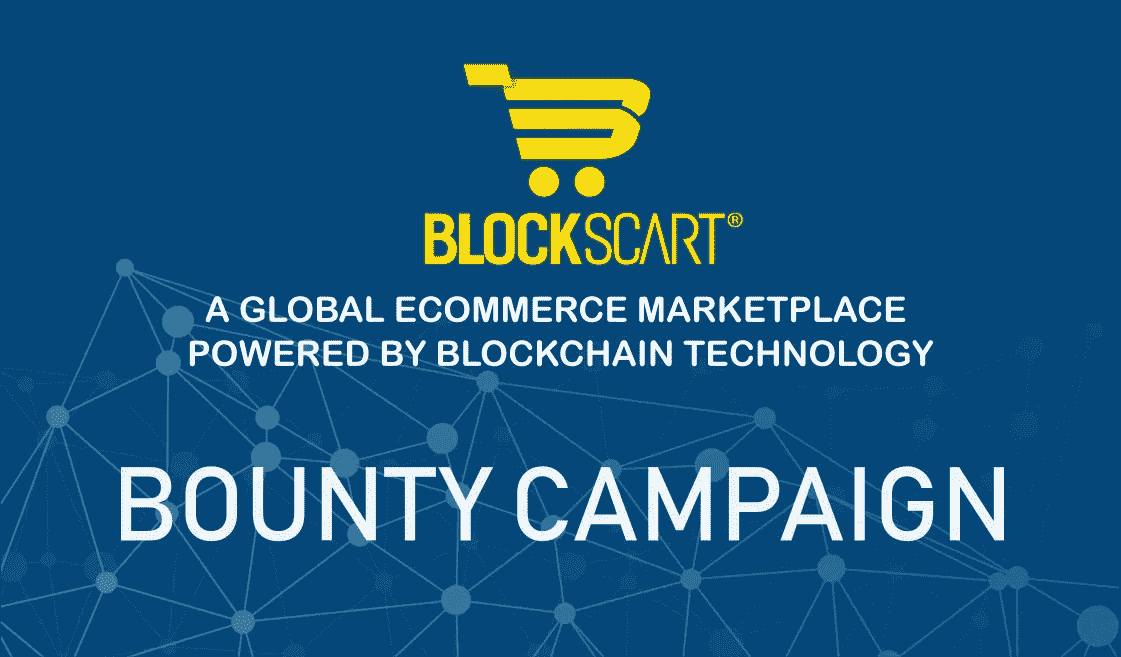 BLOCKSCART®
A GLOBAL ECOMMERCE MARKETPLACE
POWERED BY BLOCKCHAIN TECHNOLOGY
BOUNTY CAMPAIGN